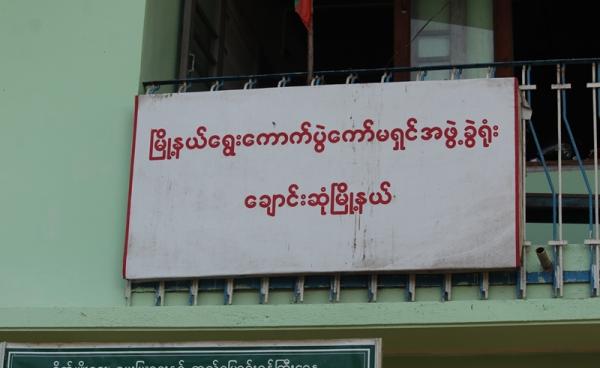 မြို့နယ်ရွေးကောက်ပွဲကော်မရှင်အဖွဲ့ခွဲရုံး
ချောင်းဆုံမြို့နယ်